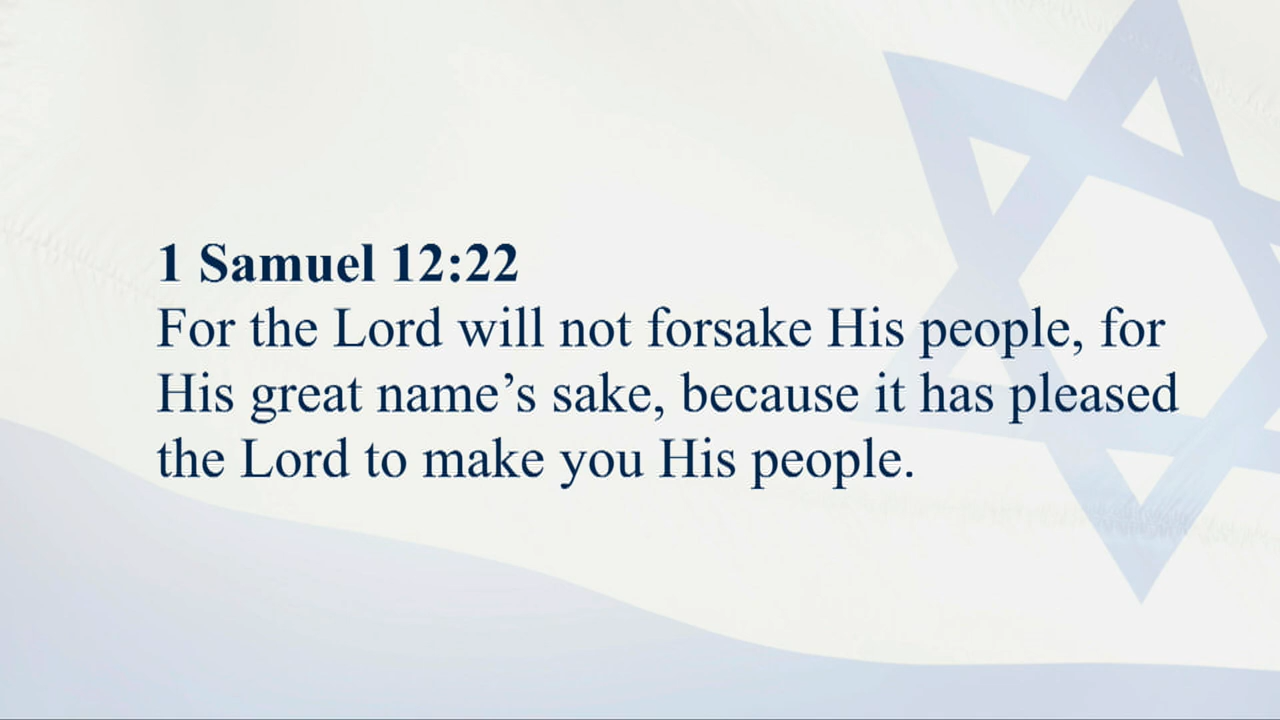 1 Samuel 12:22
For the Lord will not forsake His people, for
His great name’s sake, because it has pleased
the Lord to make you His people.